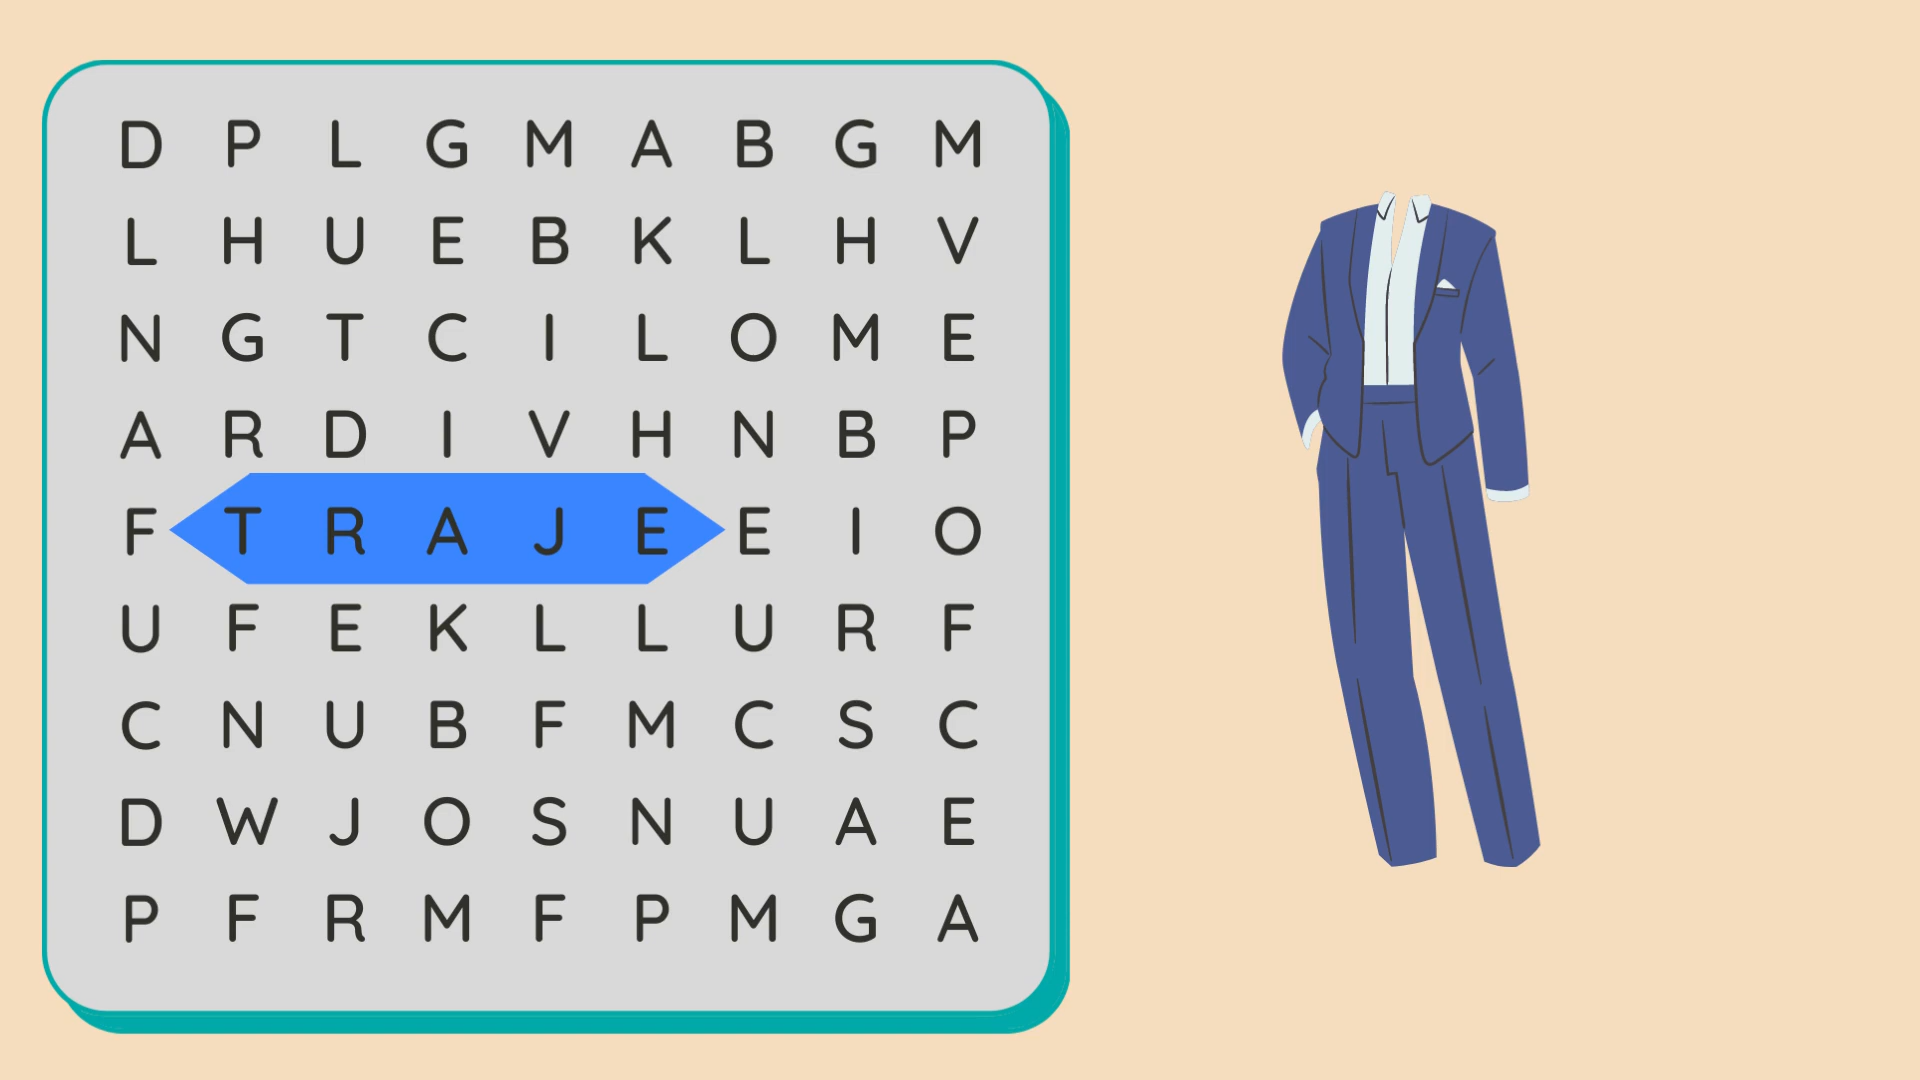 D P L G M A B G M
L H U E B K L H V
N G T C I L O M E
A R D I V H N B P
F T R A J E E I O
U F E K L L U R F
C N U B F M C S C
D W J O S N U A E
P F R M F P M G A